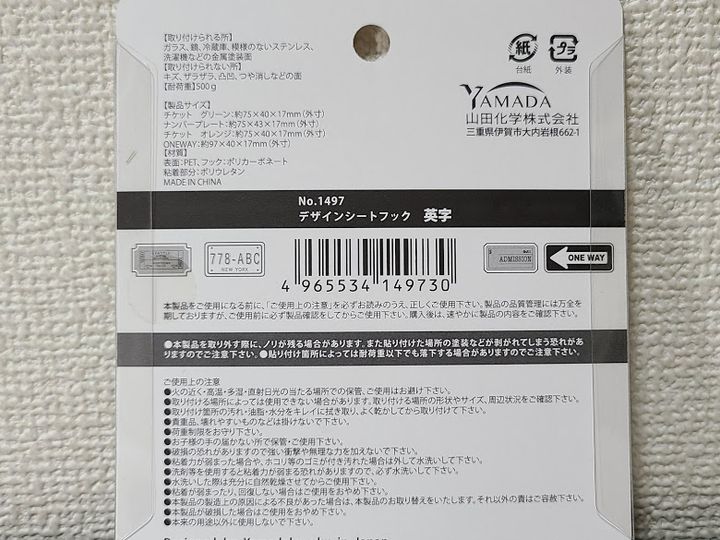 【取り付けられる所】
ガラス、鏡、冷蔵庫、模様のないステンレス、
洗濯機などの金属塗装面
【取り付けられない所】
キズ、ザラザラ、凸凹、つや消しなどの面
【耐荷重】500g
【製品サイズ】
チケット グリーン:約75×40×17mm(外寸)
ナンバープレート:約75×43×17mm(外寸)
チケット オレンジ:約75×40×17mm(外寸)
ONEWAY:約97×40×17mm(外寸)
【材質】
表面:PET、フック:ポリカーボネート
粘着部分:ポリウレタン
MADE IN CHINA
紙
台紙
プラ
外装
YAMADA
山田化学株式会社
三重県伊賀市大内岩根662-1
No.1497
デザインシートフック 英字
778-ABC
NEW YORK
4 965534 149730
ADMISSION
ONE WAY
本製品をご使用になる前に、「ご使用上の注意」を必ずお読みのうえ、正しくご使用下さい。製品の品質管理には万全を
期しておりますが、ご使用前に必ず製品確認をしてからご使用下さい。購入後は、速やかに製品の内容をご確認下さい。
●本製品を取り外す際に、ノリが残る場合があります。また貼り付けた場所の塗装などが剥がれてしまう恐れがあ
りますのでご注意下さい。●貼り付け箇所によっては耐荷重以下でも落下する場合がありますのでご注意下さい。
ご使用上の注意
●火の近く・高温・多湿・直射日光の当たる場所での保管、ご使用はお避け下さい。
●取り付ける場所によっては使用できない場合があります。取り付ける場所の形状やサイズ、周辺状況をご確認下さい。
●取り付け箇所の汚れ・油脂・水分をキレイに拭き取り、よく乾かしてから取り付けて下さい。
●貴重品、壊れやすいものなどは掛けないで下さい。
●荷重制限をお守り下さい。
●お子様の手の届かない所で保管・ご使用下さい。
●破損の恐れがありますので強い衝撃や無理な力を加えないで下さい。
●粘着力が弱まった場合や、ホコリ等のゴミが付き汚れた場合は外して水洗いして下さい。
●洗剤等を使用すると粘着力が弱まる恐れがありますので、必ず水洗いして下さい。
●水洗いした際は充分に自然乾燥させてからご使用下さい。
●粘着が弱まったり、回復しない場合はご使用をおやめ下さい。
●本製品の製造上の原因による不良があった場合は、本製品のお取り替えをいたします。それ以外の責はご容赦下さい。
●本製品が破損した場合はご使用をおやめ下さい。
●本来の用途以外に使用しないで下さい。